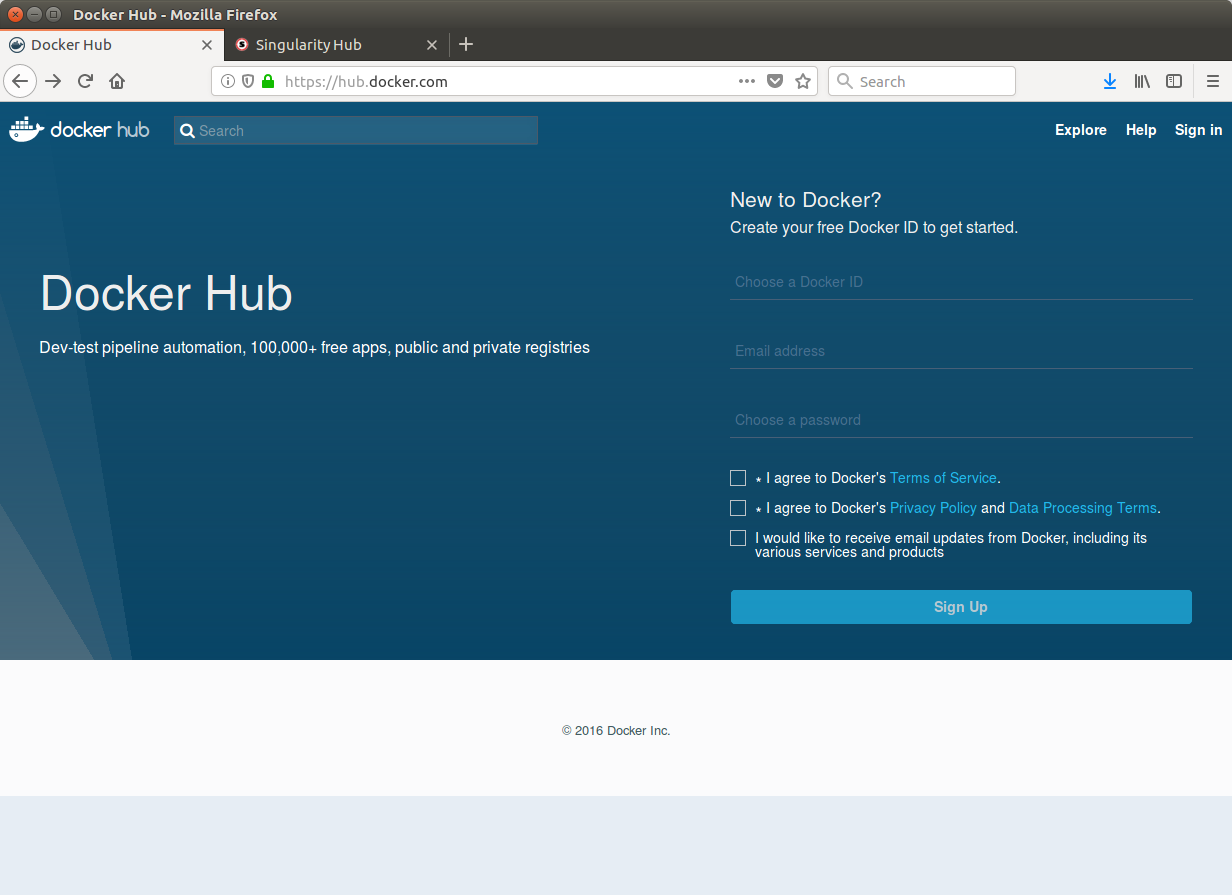 Docker Hub - Mozilla Firefox
Docker Hub
Singularity Hub
https://hub.docker.com
Search
docker hub
Search
Explore
Help
Sign in
New to Docker?
Create your free Docker ID to get started.
Choose a Docker ID
Docker Hub
Dev-test pipeline automation, 100,000+ free apps, public and private registries
Email address
Choose a password
* I agree to Docker's Terms of Service.
* I agree to Docker's Privacy Policy and Data Processing Terms.
I would like to receive email updates from Docker, including its
various services and products
Sign Up
© 2016 Docker Inc.